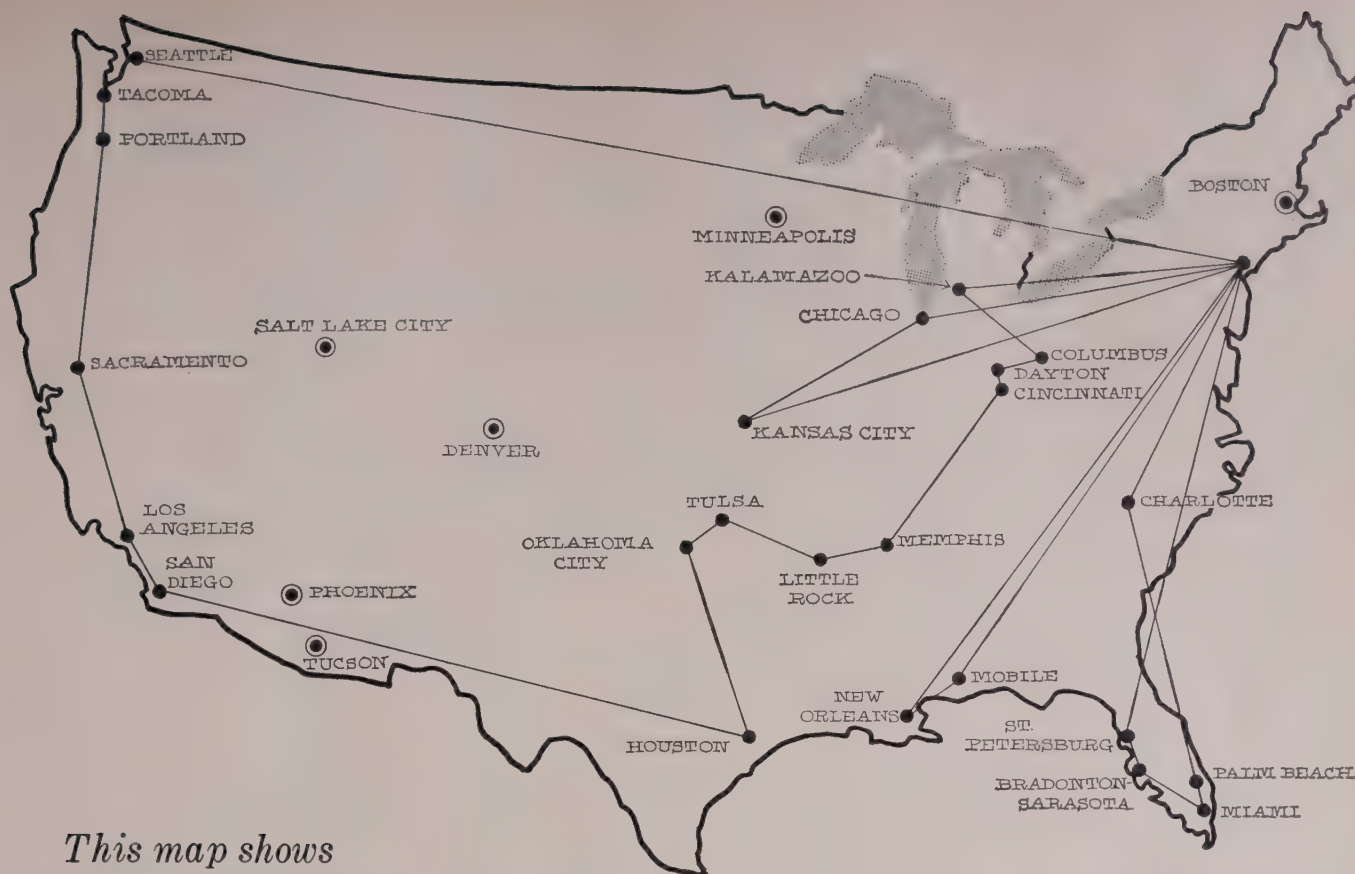 SEATTLE
TACOMA
PORTLAND
BOSTON
MINNEAPOLIS
KALAMAZOO
CHICAGO
SALT LAKE CITY
SACRAMENTO
COLUMBUS
DAYTON
CINCINNATI
KANSAS CITY
DENVER
TULSA
CHARLOTTE
LOS
ANGELES
OKLAHOMA
CITY
MEMPHIS
SAN
DIEGO
PHOENIX
LITTLE
ROCK
TUCSON
MOBILE
NEW
ORLEANS
HOUSTON
ST.
PETERSBURG
BRADONTON-
SARASOTA
PALM BEACH
MIAMI
This map shows